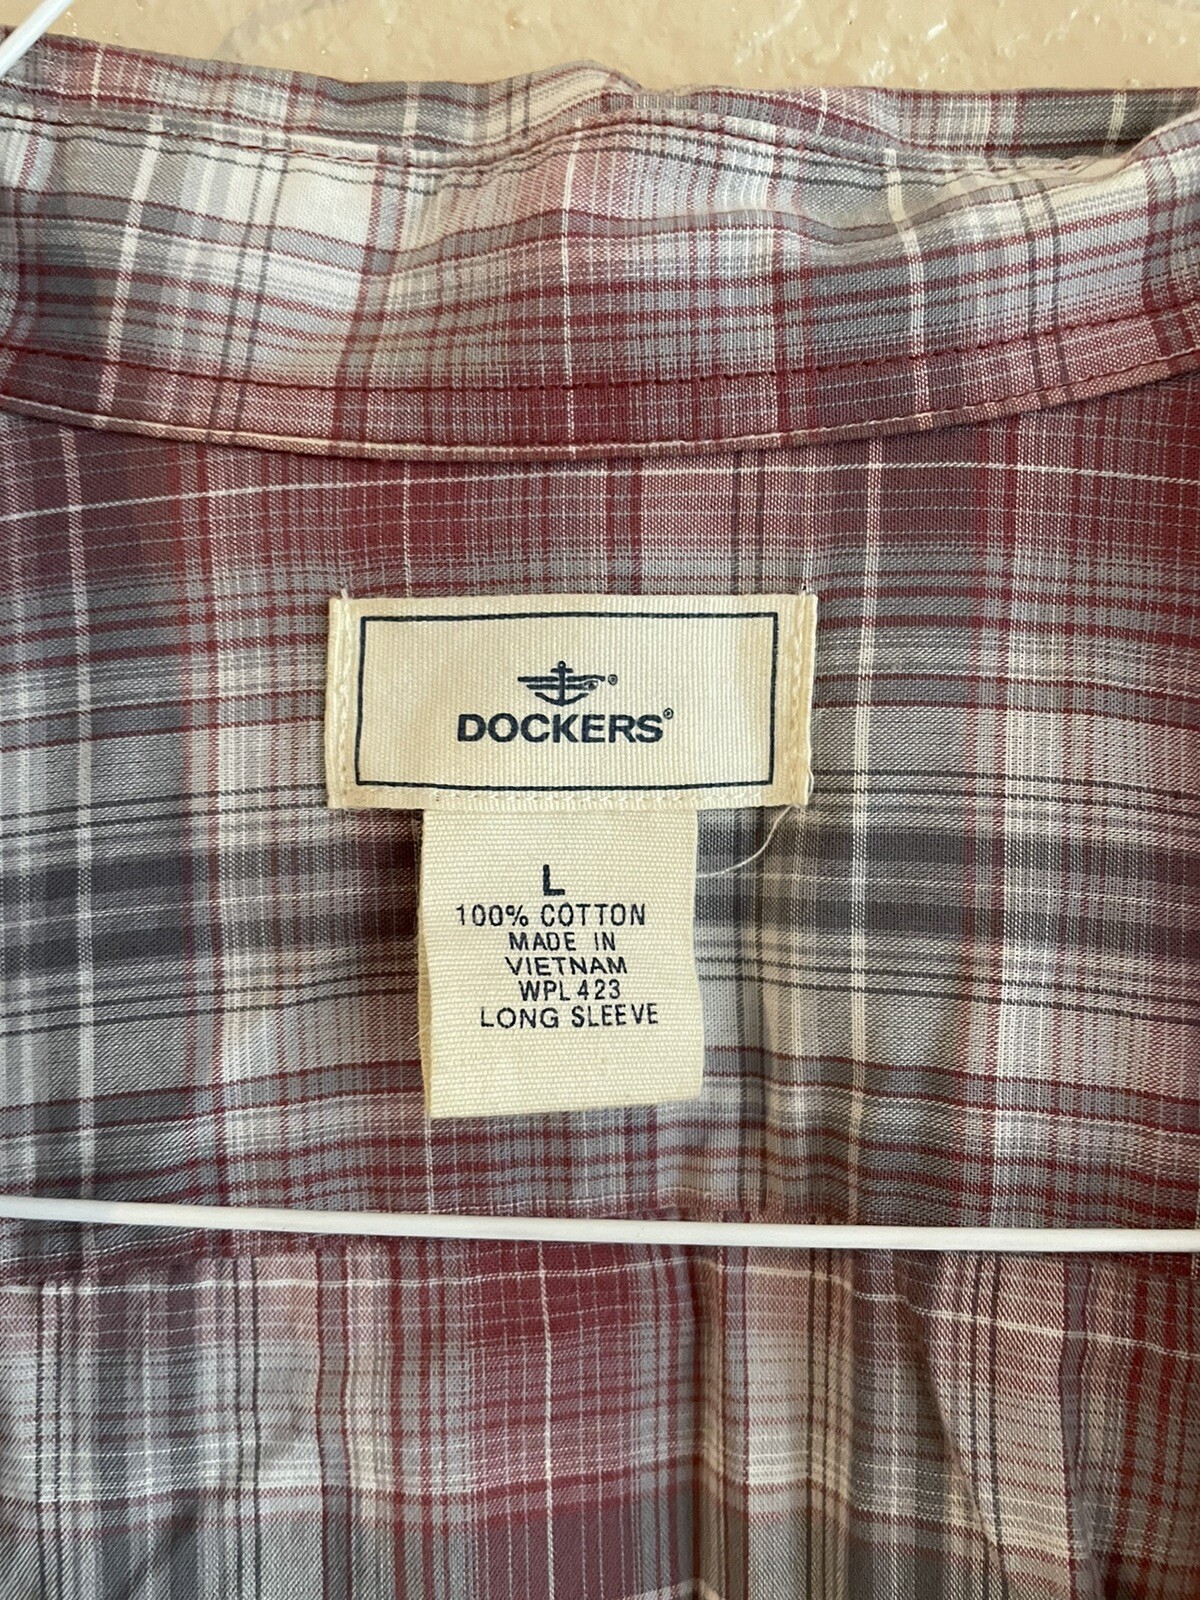 DOCKERS®
L
100% COTTON
MADE IN
VIETNAM
WPL 423
LONG SLEEVE